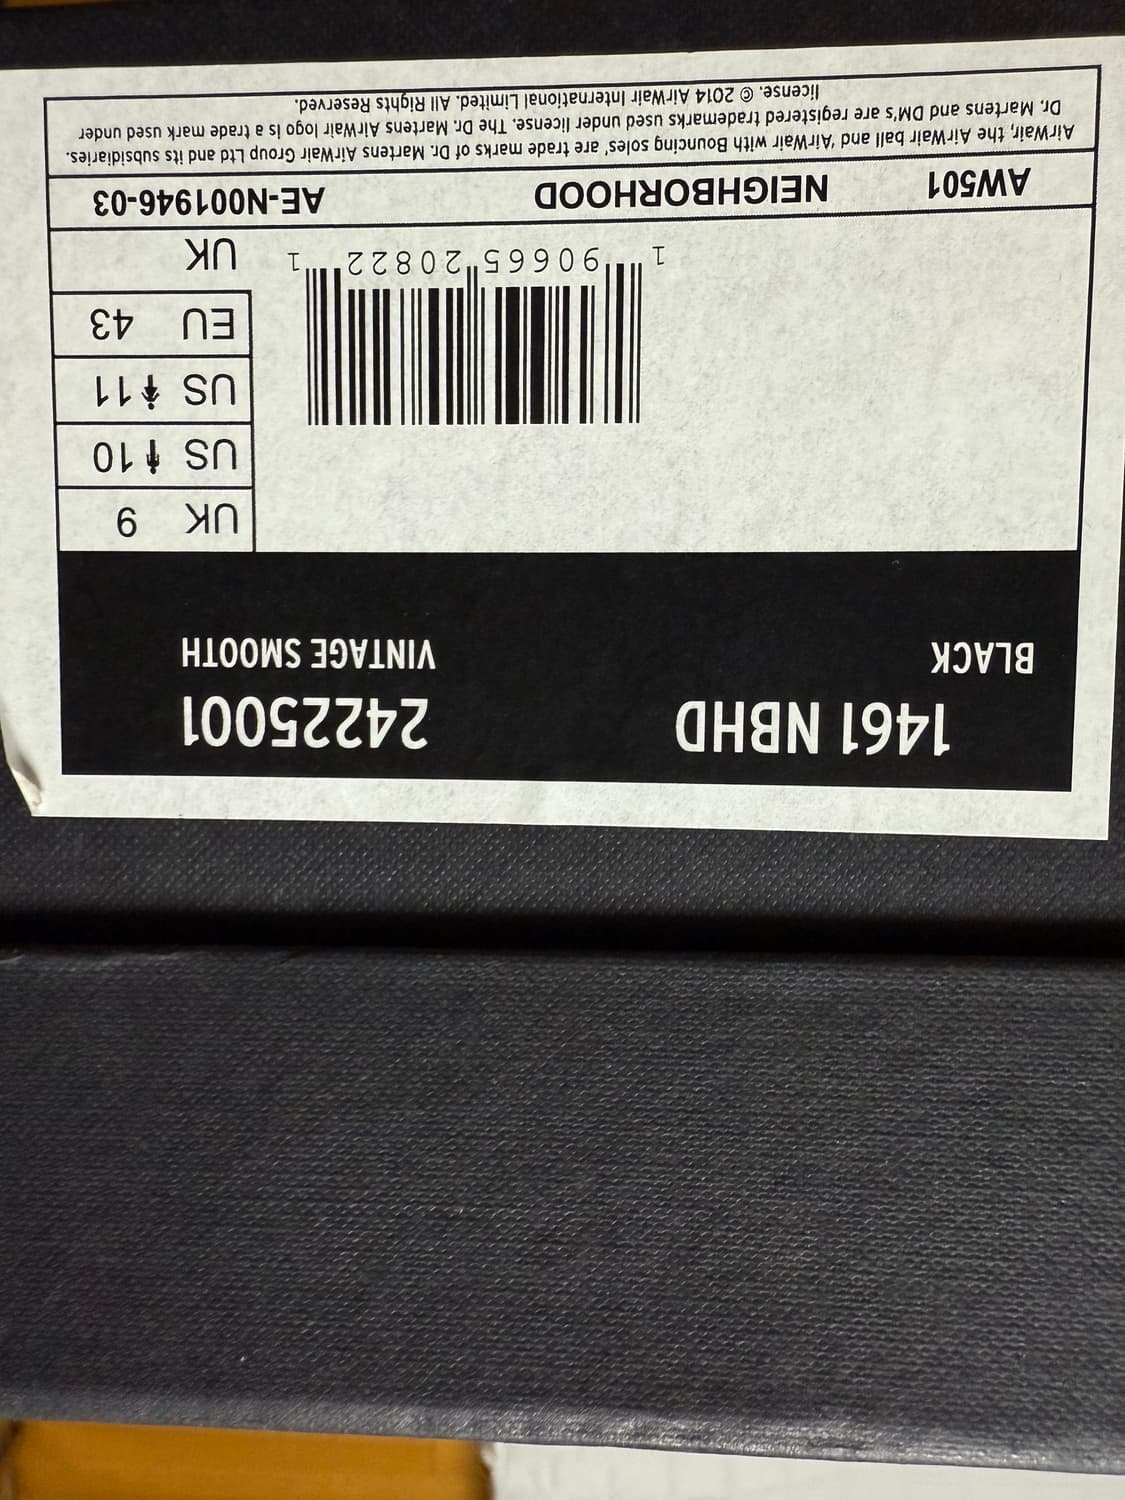 1461 NBHD 24225001
BLACK VINTAGE SMOOTH
UK 9
US 10
US 11
EU 43
UK
1 90665 20822 1
AW501 NEIGHBORHOOD AE-N001946-03
AirWair, the AirWair ball and 'AirWair with Bouncing soles' are trade marks of Dr. Martens AirWair Group Ltd and its subsidiaries.
Dr. Martens and DM's are registered trademarks used under license. The Dr. Martens AirWair logo is a trade mark used under
license. © 2014 AirWair International Limited. All Rights Reserved.